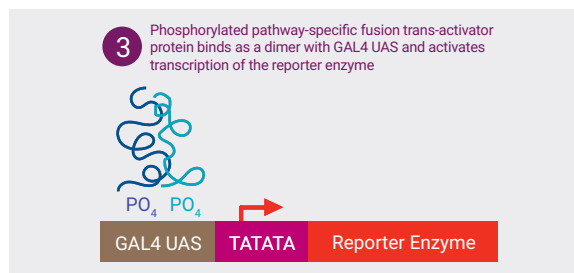 3
Phosphorylated pathway-specific fusion trans-activator
protein binds as a dimer with GAL4 UAS and activates
transcription of the reporter enzyme
PO4 PO4
GAL4 UAS TATATA Reporter Enzyme